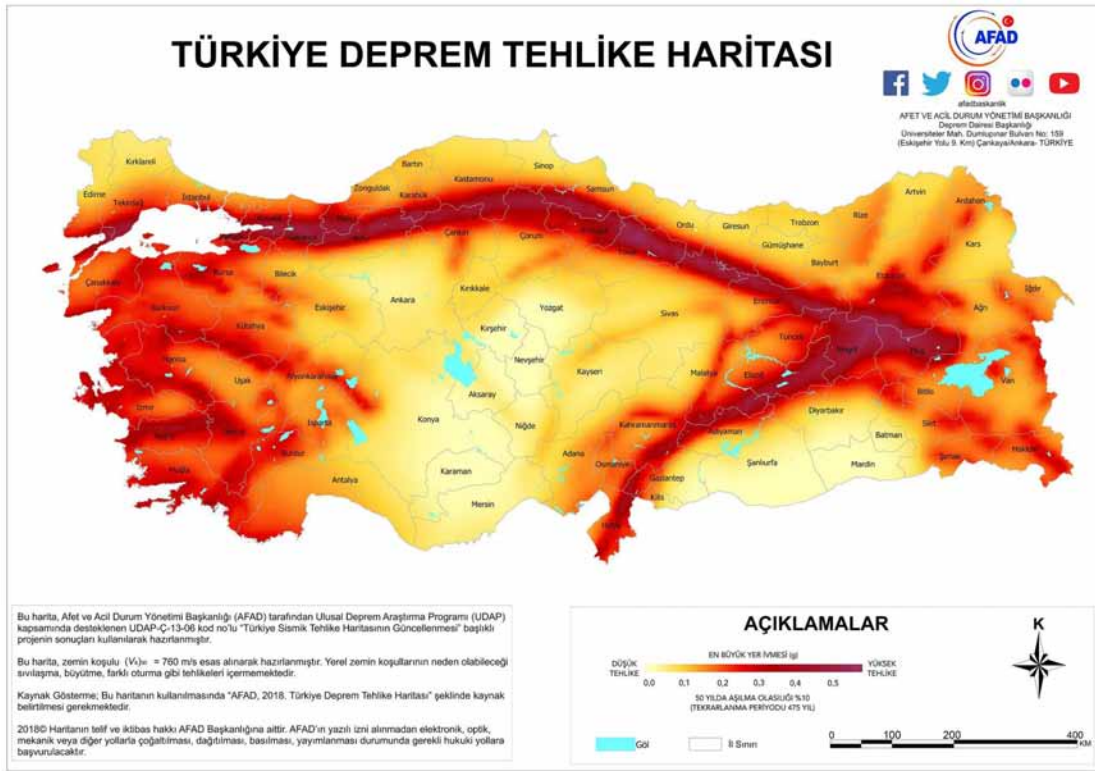 TÜRKİYE DEPREM TEHLİKE HARİTASI
AFAD
afadbaskanlik
AFET VE ACİL DURUM YÖNETİMİ BAŞKANLIĞI
Deprem Dairesi Başkanlığı
Üniversiteler Mah. Dumlupınar Bulvarı No: 159
(Eskişehir Yolu 9. Km) Çankaya/Ankara- TÜRKİYE
Kırklareli
Edirne
Tekirdağ
İstanbul
Zonguldak
Bartın
Karabük
Kastamonu
Sinop
Samsun
Ordu
Giresun
Trabzon
Rize
Artvin
Ardahan
Kars
Gümüşhane
Bayburt
Çankırı
Çorum
Çanakkale
Bursa
Bilecik
Eskişehir
Ankara
Kırıkkale
Yozgat
Sivas
Erzincan
Erzurum
Ağrı
Iğdır
Balıkesir
Kütahya
Kırşehir
Tunceli
Bingöl
Muş
Manisa
Uşak
Afyonkarahisar
Nevşehir
Kayseri
Malatya
Elazığ
Bitlis
Van
İzmir
Aksaray
Konya
Isparta
Niğde
Kahramanmaraş
Adıyaman
Diyarbakır
Batman
Siirt
Burdur
Muğla
Antalya
Karaman
Mersin
Adana
Osmaniye
Gaziantep
Kilis
Şanlıurfa
Mardin
Şırnak
Hakkari
Hatay
Bu harita, Afet ve Acil Durum Yönetimi Başkanlığı (AFAD) tarafından Ulusal Deprem Araştırma Programı (UDAP)
kapsamında desteklenen UDAP-Ç-13-06 kod no'lu "Türkiye Sismik Tehlike Haritasının Güncellenmesi" başlıklı
projenin sonuçları kullanılarak hazırlanmıştır.
Bu harita, zemin koşulu (Vs)30 = 760 m/s esas alınarak hazırlanmıştır. Yerel zemin koşullarının neden olabileceği
sıvılaşma, büyütme, farklı oturma gibi tehlikeleri içermemektedir.
Kaynak Gösterme; Bu haritanın kullanılmasında "AFAD, 2018. Türkiye Deprem Tehlike Haritası" şeklinde kaynak
belirtilmesi gerekmektedir.
2018© Haritanın telif ve iktibas hakkı AFAD Başkanlığına aittir. AFAD'ın yazılı izni alınmadan elektronik, optik,
mekanik veya diğer yollarla çoğaltılması, dağıtılması, basılması, yayımlanması durumunda gerekli hukuki yollara
başvurulacaktır.
AÇIKLAMALAR
EN BÜYÜK YER İVMESİ (g)
DÜŞÜK
TEHLİKE
YÜKSEK
TEHLİKE
0,0 0,1 0,2 0,3 0,4 0,5
50 YILDA AŞILMA OLASILIĞI %10
(TEKRARLANMA PERİYODU 475 YIL)
Göl
İl Sınırı
K
0 100 200 400
KM